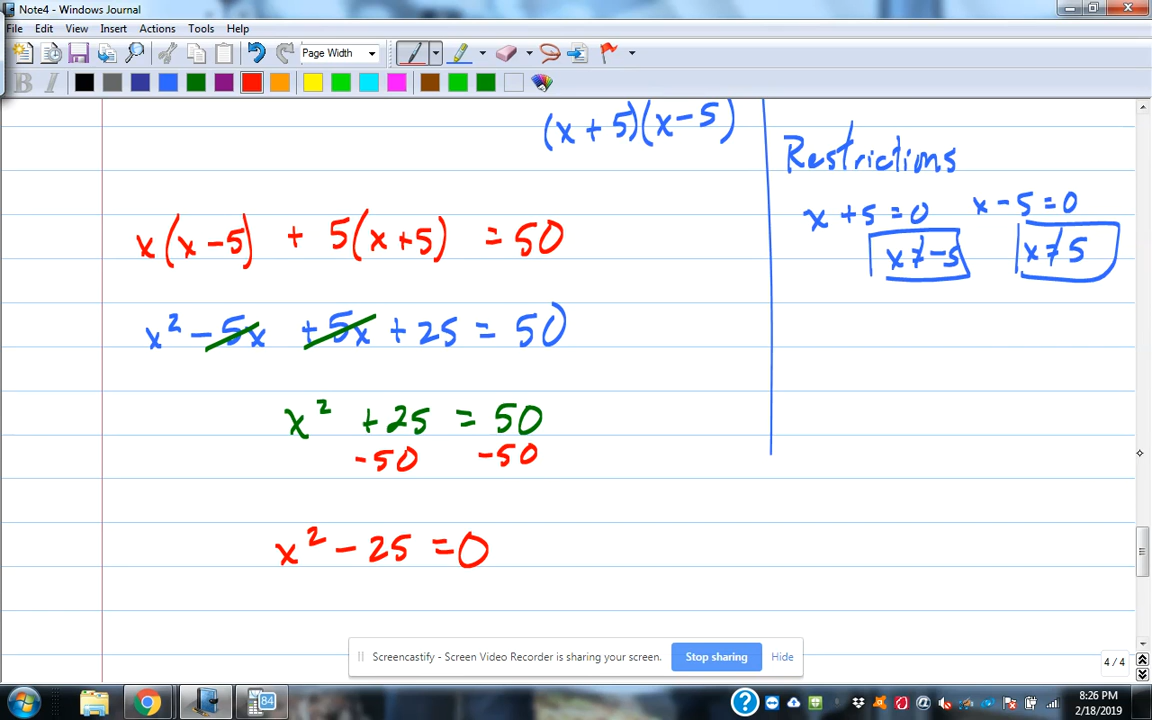 Note4 - Windows Journal
File Edit View Insert Actions Tools Help
Page Width
B I
(x + 5)(x - 5)
Restrictions
x + 5 = 0 x - 5 = 0
x ≠ -5 x ≠ 5
x(x - 5) + 5(x + 5) = 50
x² - 5x + 5x + 25 = 50
x² + 25 = 50
-50 -50
x² - 25 = 0
Screencastify - Screen Video Recorder is sharing your screen. Stop sharing Hide
4 / 4
84
8:26 PM
2/18/2019